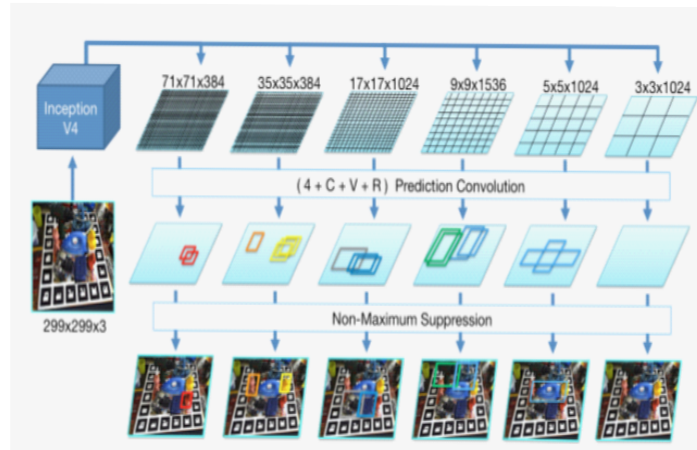 71x71x384
35x35x384
17x17x1024
9x9x1536
5x5x1024
3x3x1024
Inception
V4
(4 + C + V + R) Prediction Convolution
299x299x3
Non-Maximum Suppression